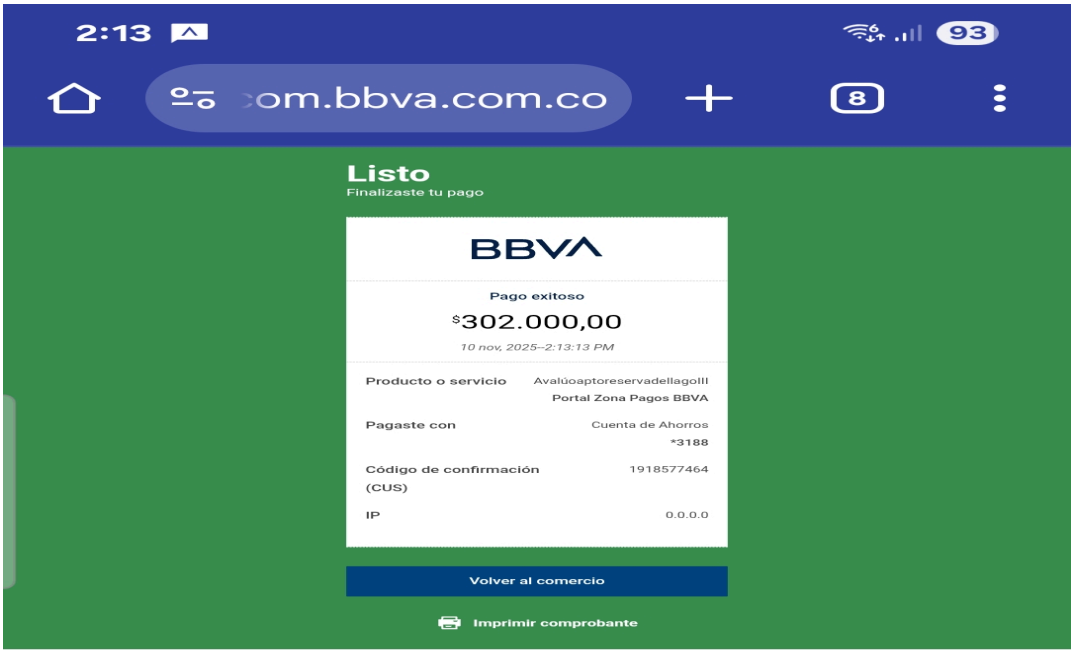 2:13
93
com.bbva.com.co
8
Listo
Finalizaste tu pago
BBVA
Pago exitoso
$302.000,00
10 nov, 2025--2:13:13 PM
Producto o servicio AvalúoaptoreservadellagoIII
Portal Zona Pagos BBVA
Pagaste con Cuenta de Ahorros
*3188
Código de confirmación 1918577464
(CUS)
IP 0.0.0.0
Volver al comercio
Imprimir comprobante